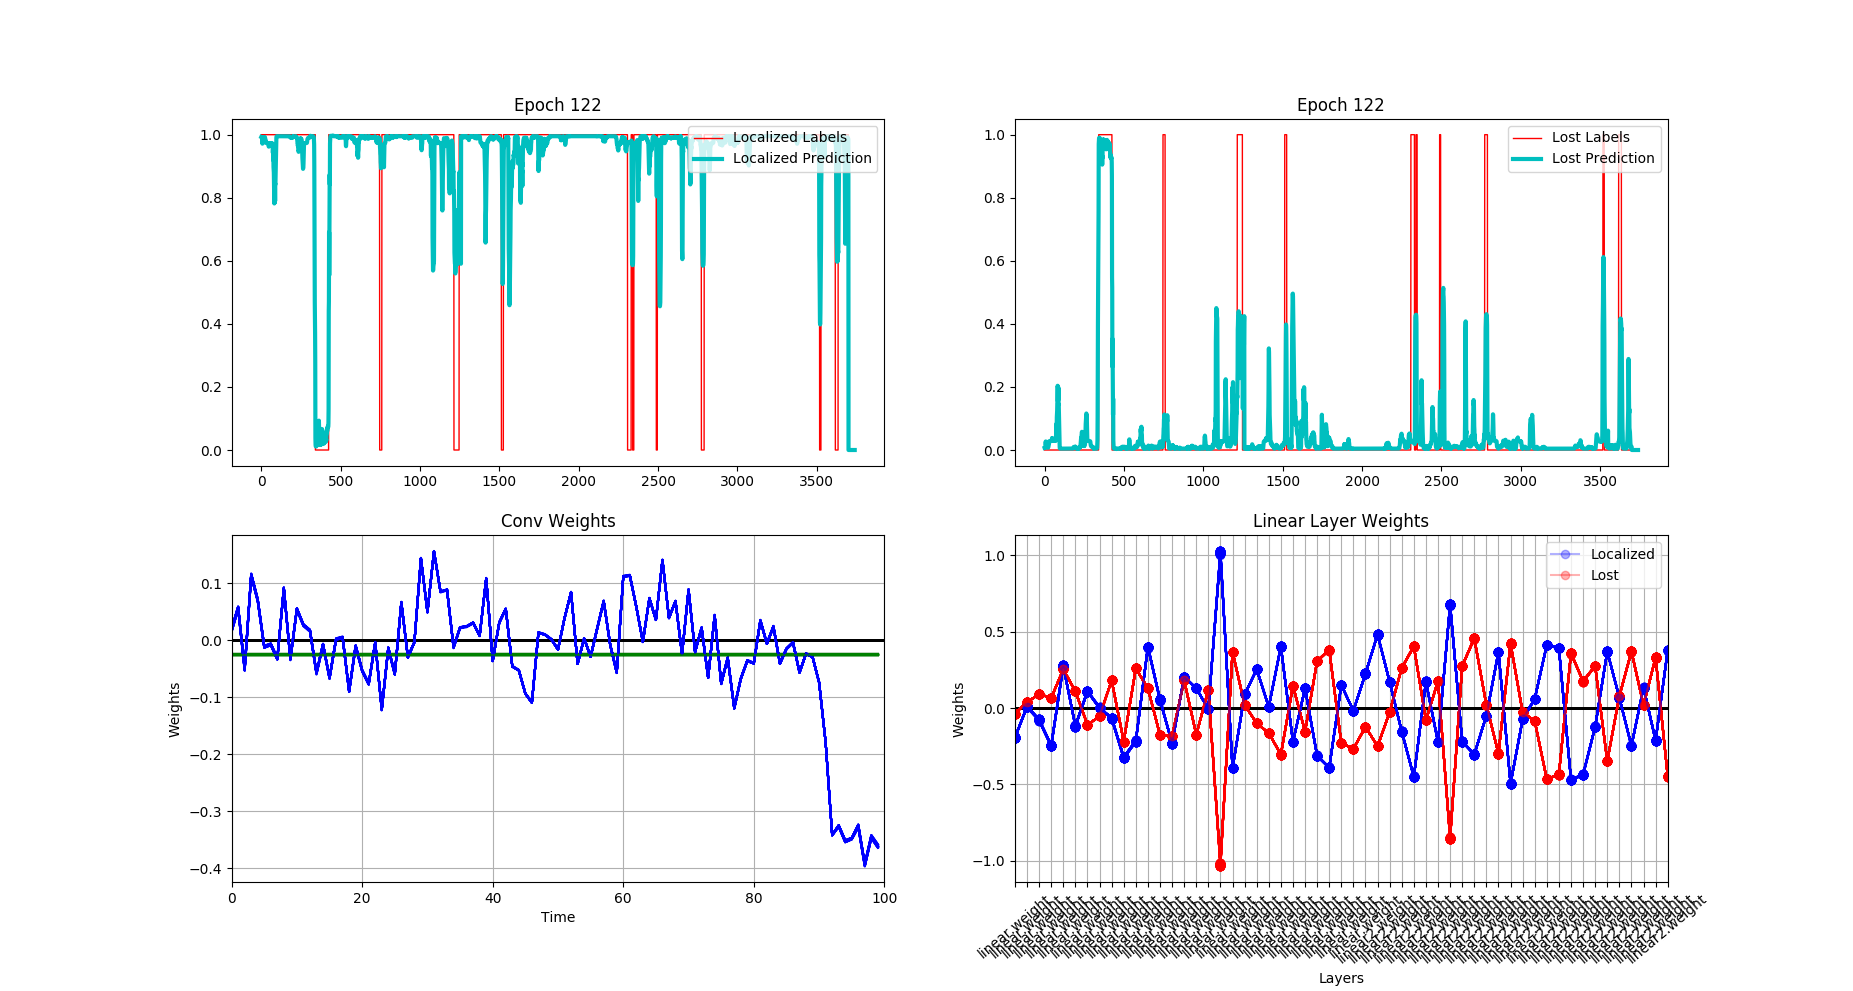 Epoch 122
1.0
0.8
0.6
0.4
0.2
0.0
Localized Labels
Localized Prediction
0 500 1000 1500 2000 2500 3000 3500
Epoch 122
1.0
0.8
0.6
0.4
0.2
0.0
Lost Labels
Lost Prediction
0 500 1000 1500 2000 2500 3000 3500
Conv Weights
Weights
0.1
0.0
−0.1
−0.2
−0.3
−0.4
0 20 40 60 80 100
Time
Linear Layer Weights
Weights
1.0
0.5
0.0
−0.5
−1.0
Localized
Lost
linear.weight
linear2.weight
Layers